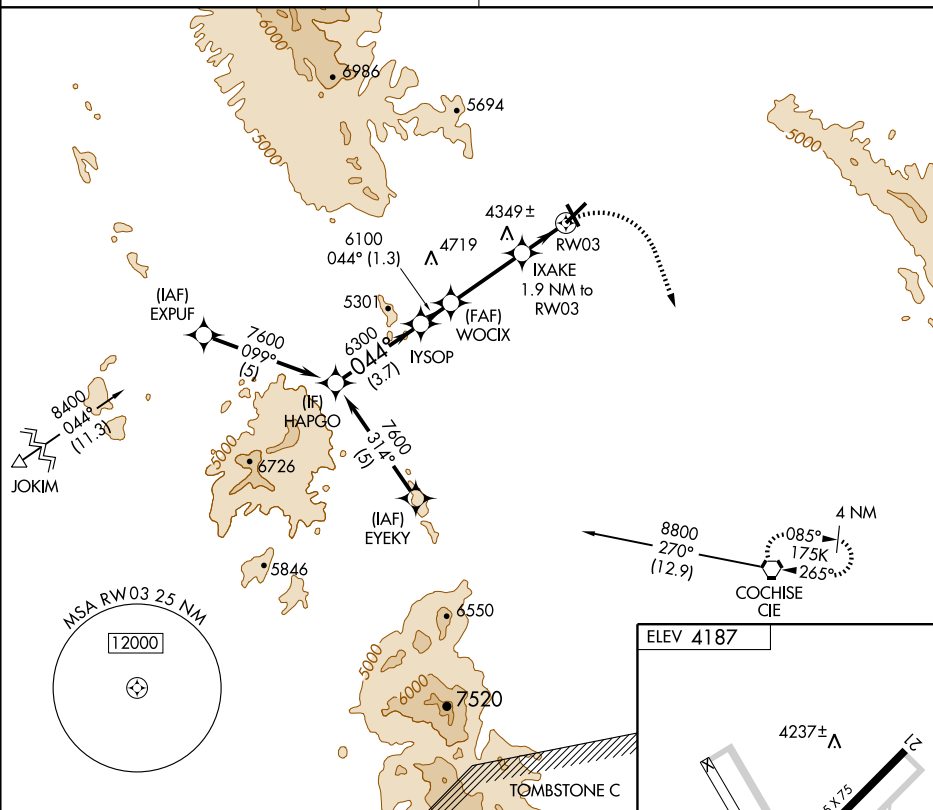 6000
6986
5694
5000
5000
4349±
6100
044° (1.3)
4719
RW03
IXAKE
1.9 NM to
RW03
(IAF)
EXPUF
5301
(FAF)
WOCIX
7600
099°
(5)
6300
044°
(3.7)
IYSOP
(IF)
HAPGO
8400
044°
(11.3)
JOKIM
7600
314°
(5)
5000
6726
(IAF)
EYEKY
4 NM
8800
270°
(12.9)
085°
175K
265°
COCHISE
CIE
5846
MSA RW03 25 NM
12000
6550
5000
6000
7520
ELEV 4187
4237±
21
X 75
X
TOMBSTONE C